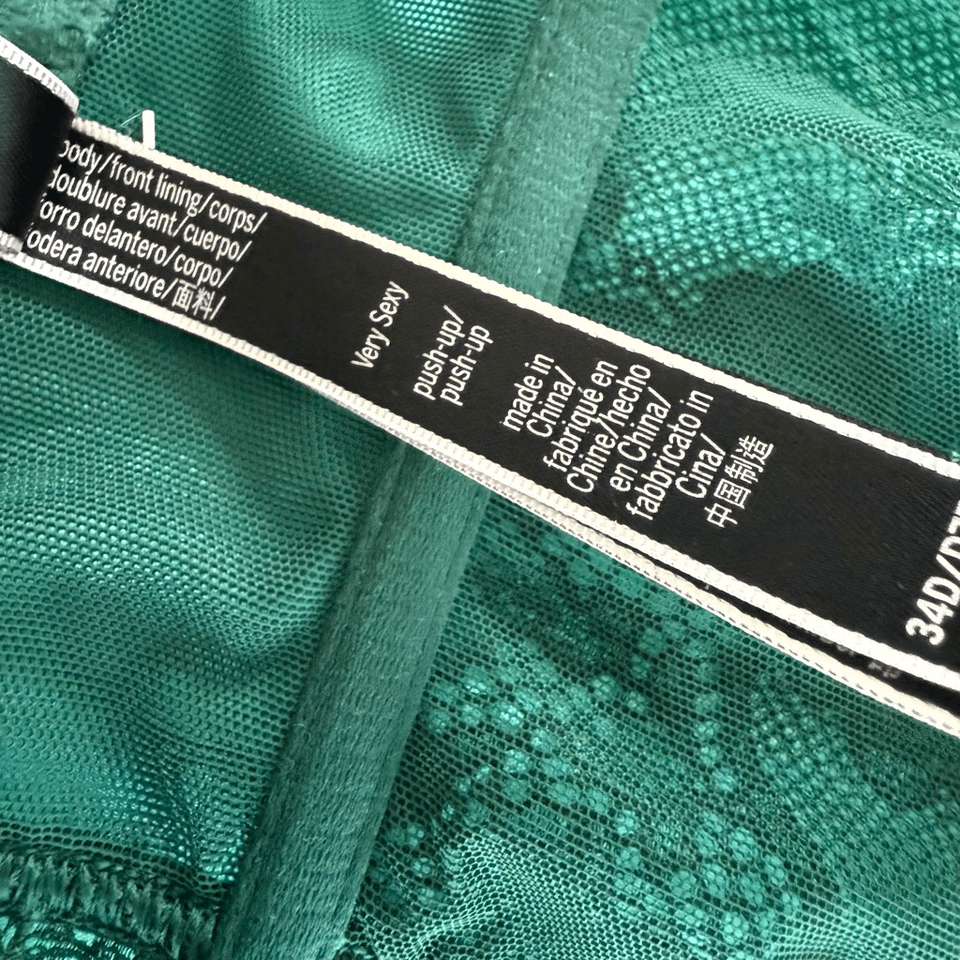 body/front lining/corps/
doublure avant/cuerpo/
forro delantero/corpo/
fodera anteriore/面料/
Very Sexy
push-up/
push-up
made in
China/
fabriqué en
Chine/hecho
en China/
fabbricato in
Cina/
中国制造
34D/